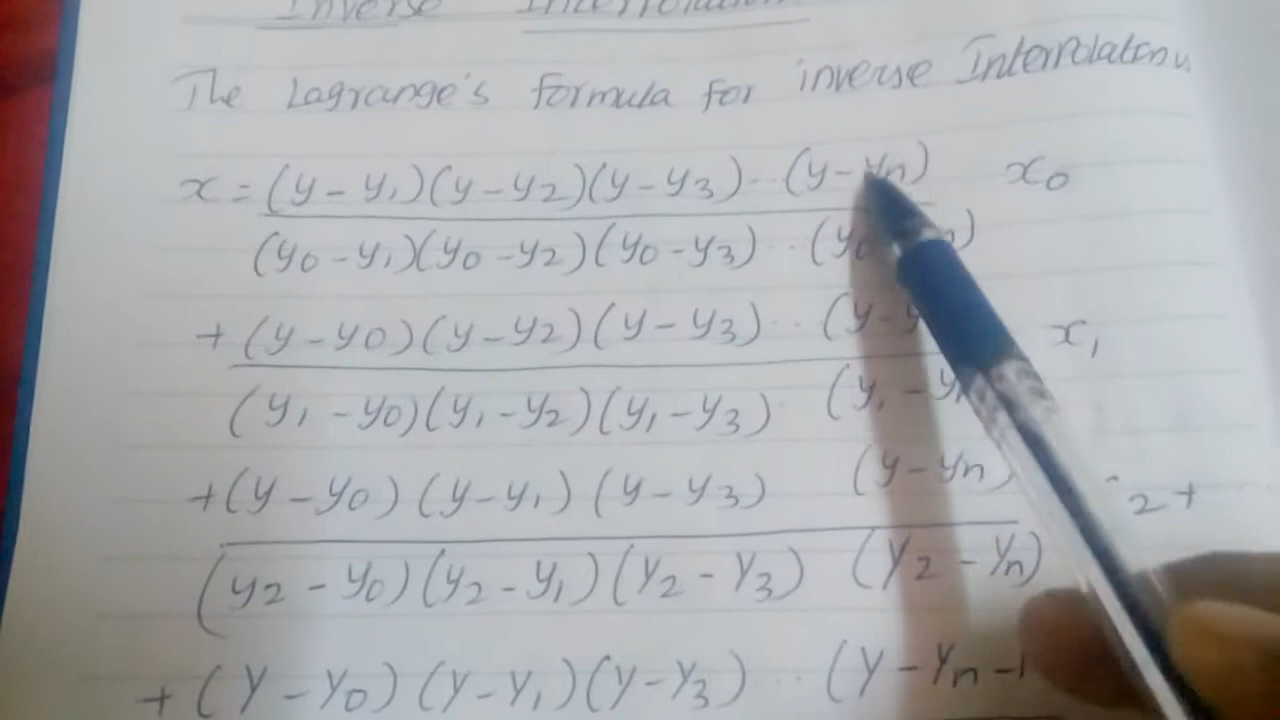 Inverse Interpolation
The Lagrange's formula for inverse Interpolation is
x = (y - y₁)(y - y₂)(y - y₃) .. (y - yₙ) x₀
(y₀ - y₁)(y₀ - y₂)(y₀ - y₃) .. (y₀ n)
+ (y - y₀)(y - y₂)(y - y₃) .. (y - y x₁
(y₁ - y₀)(y₁ - y₂)(y₁ - y₃) (y₁ - y
+ (y - y₀)(y - y₁)(y - y₃) (y - yₙ) ₂ +
(y₂ - y₀)(y₂ - y₁)(y₂ - y₃) (y₂ - yₙ)
+ (y - y₀)(y - y₁)(y - y₃) .. (y - yₙ₋₁